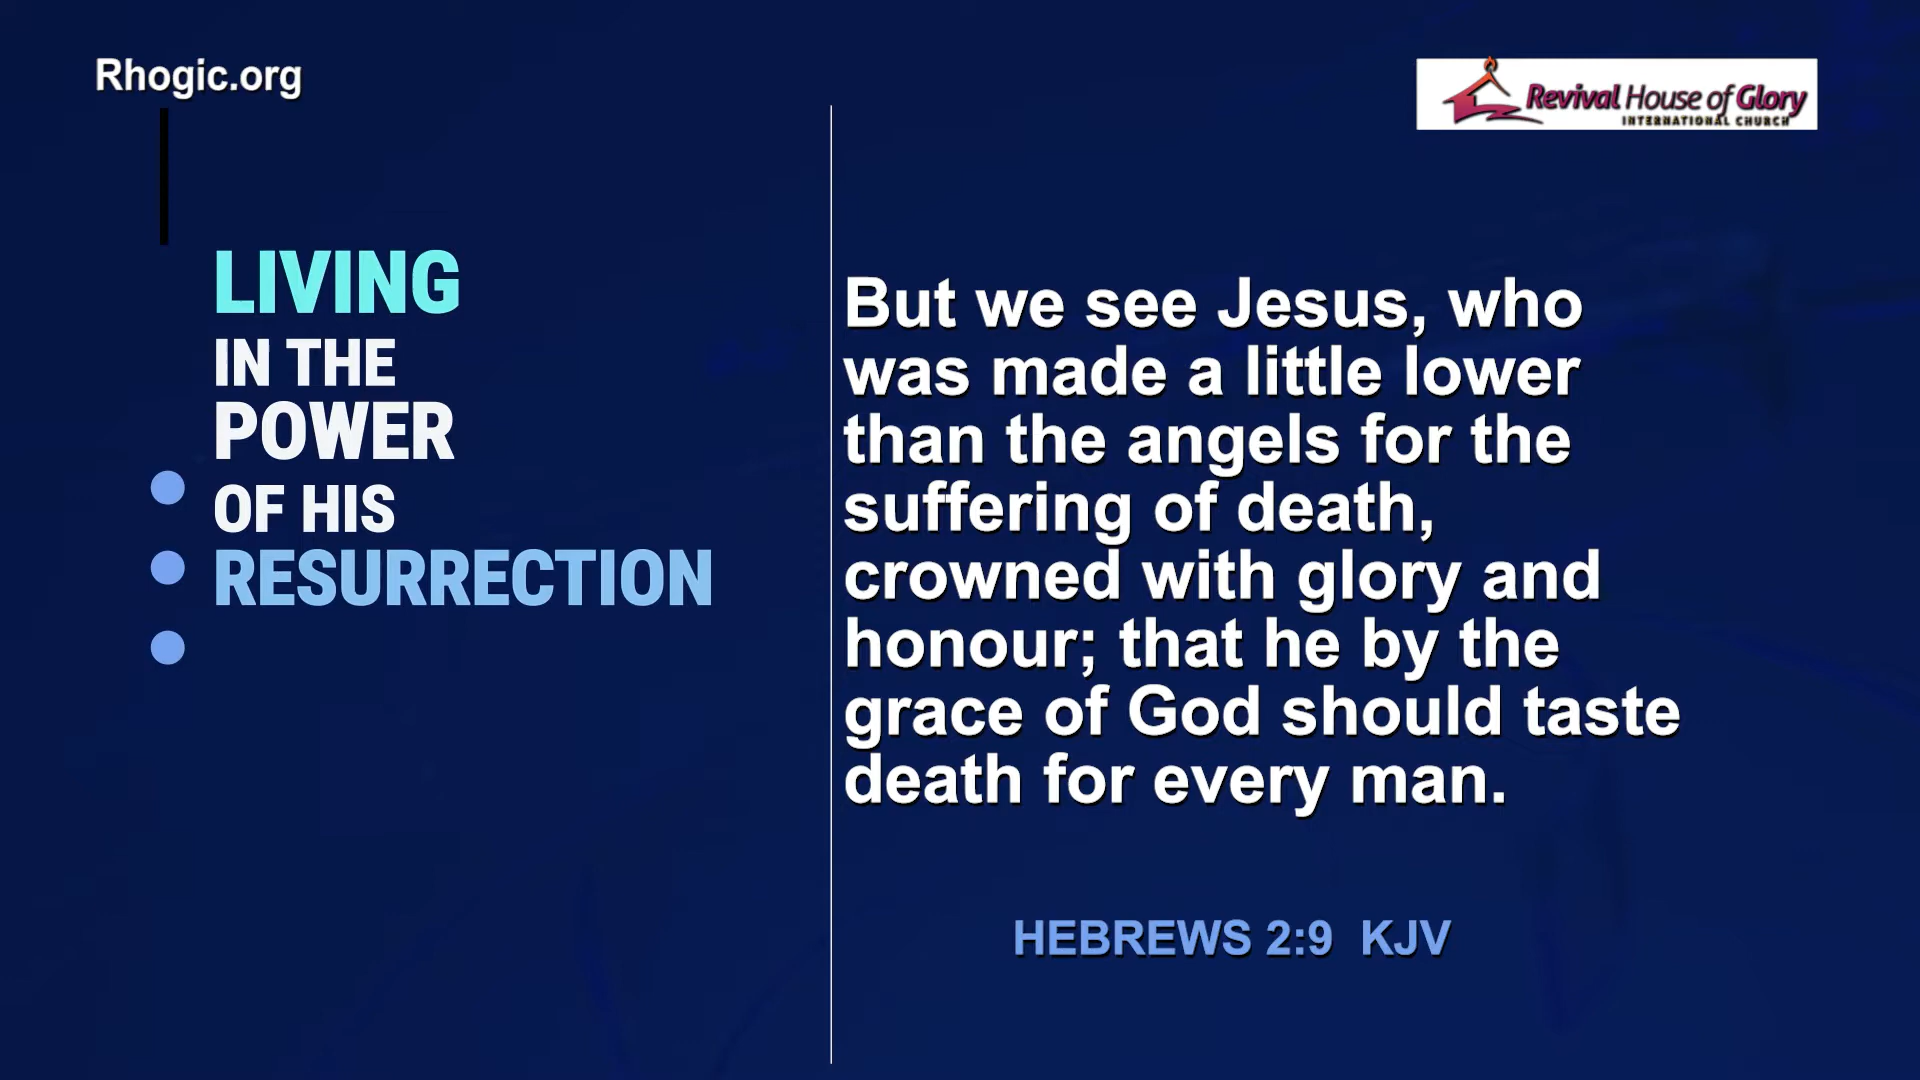 Rhogic.org
Revival House of Glory
INTERNATIONAL CHURCH
LIVING
IN THE
POWER
OF HIS
RESURRECTION
But we see Jesus, who
was made a little lower
than the angels for the
suffering of death,
crowned with glory and
honour; that he by the
grace of God should taste
death for every man.
HEBREWS 2:9 KJV